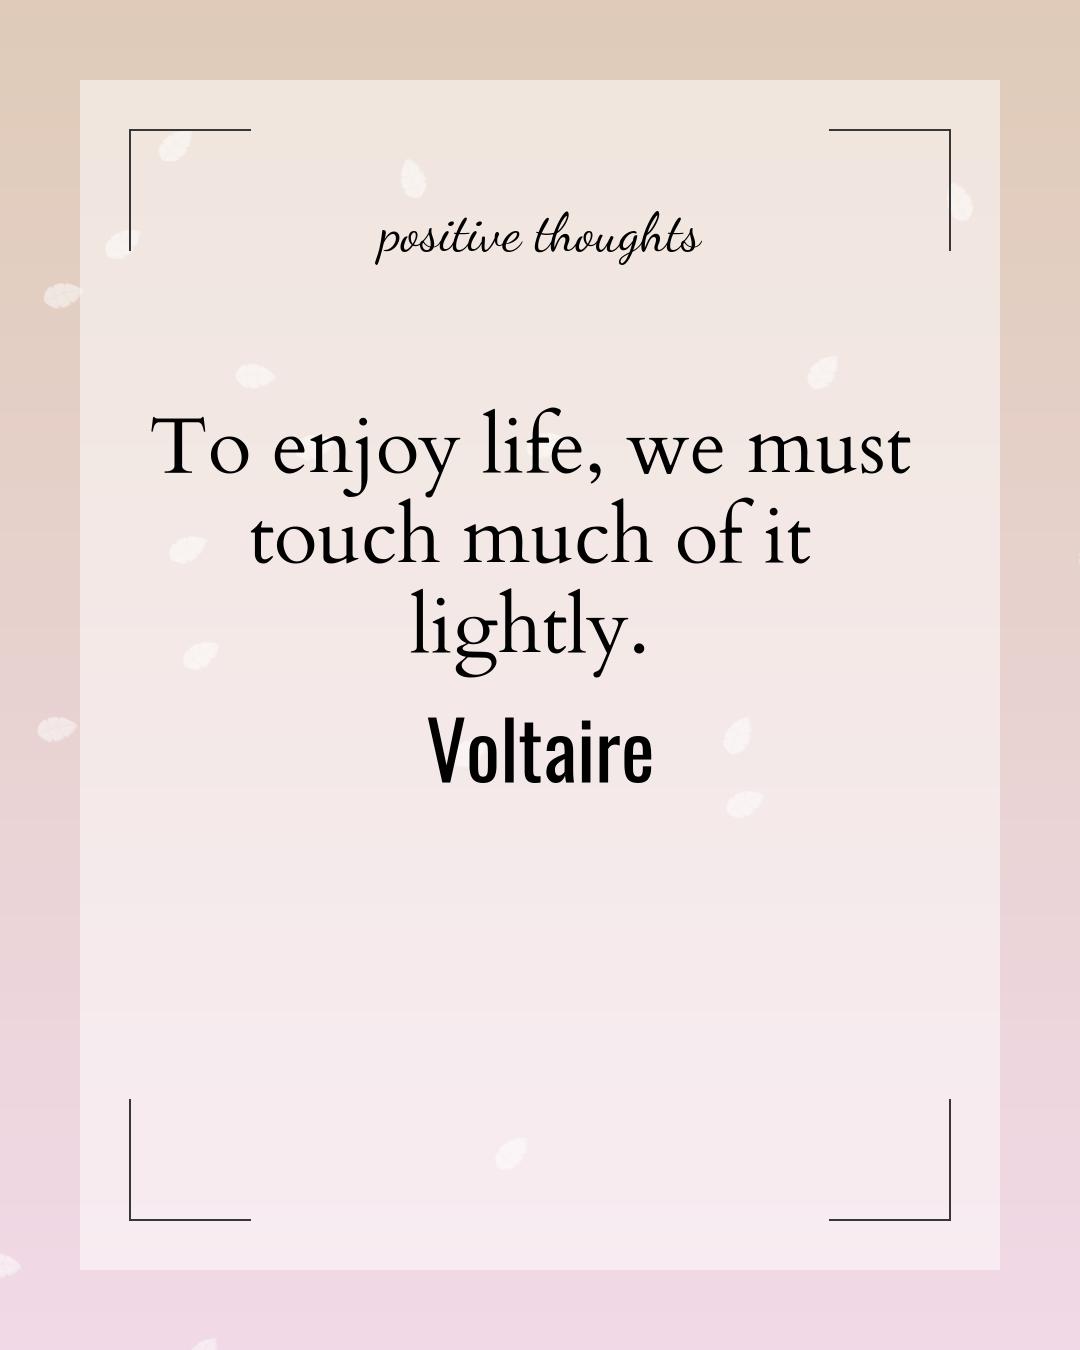 positive thoughts
To enjoy life, we must
touch much of it
lightly.
Voltaire